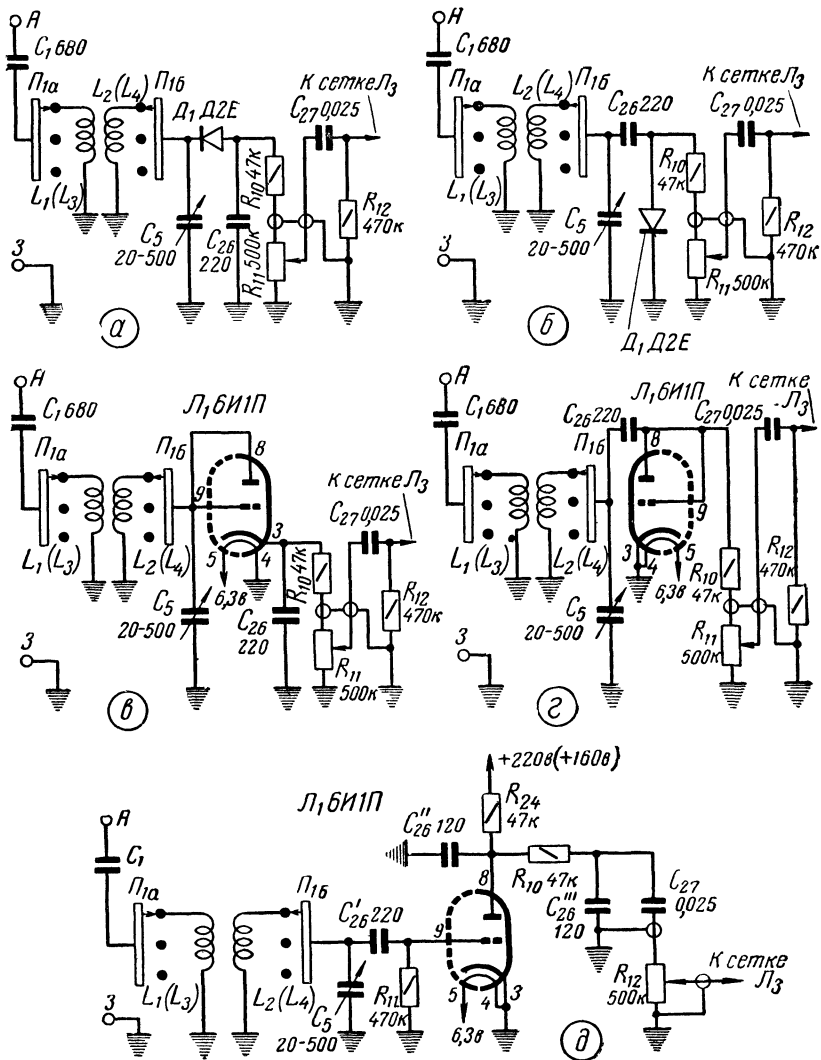 А
C₁ 680
П₁а
L₂(L₄)
П₁б
Д₁ Д2Е
К сетке Л₃
C₂₇ 0,025
L₁(L₃)
R₁₀ 47к
C₅
20-500
C₂₆
220
R₁₁ 500к
R₁₂
470к
З
а
А
C₁ 680
П₁а
L₂(L₄)
П₁б
C₂₆ 220
К сетке Л₃
C₂₇ 0,025
L₁(L₃)
R₁₀
47к
C₅
20-500
R₁₂
470к
R₁₁ 500к
З
Д₁ Д2Е
б
А
C₁ 680
Л₁ 6И1П
П₁а
П₁б
8
9
3
5
4
К сетке Л₃
C₂₇ 0,025
L₁(L₃)
L₂(L₄)
6,3в
R₁₀ 47к
C₅
20-500
C₂₆
220
R₁₂
470к
R₁₁
500к
З
в
А
C₁ 680
Л₁ 6И1П
C₂₆ 220
П₁а
П₁б
8
9
3
4
5
К сетке
Л₃
C₂₇ 0,025
L₁(L₃)
L₂(L₄)
6,3в
R₁₀
47к
R₁₂
470к
C₅
20-500
R₁₁
500к
З
г
+220в (+160в)
Л₁ 6И1П
R₂₄
47к
C″₂₆ 120
А
C₁
П₁а
П₁б
C′₂₆ 220
8
9
R₁₀ 47к
C‴₂₆
120
C₂₇
0,025
L₁(L₃)
L₂(L₄)
C₅
20-500
R₁₁
470к
5
4
3
6,3в
R₁₂
500к
К сетке
Л₃
З
д